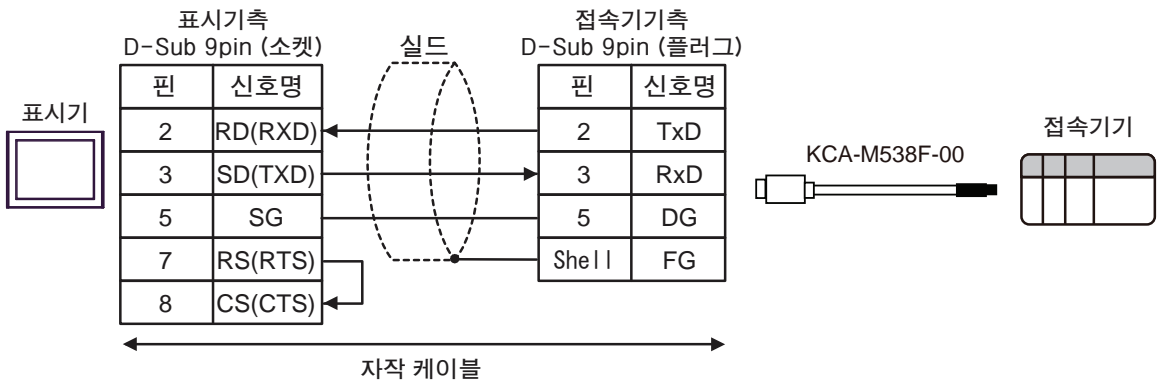 표시기측
D-Sub 9pin (소켓)
실드
접속기기측
D-Sub 9pin (플러그)
표시기
핀 신호명
2 RD(RXD)
3 SD(TXD)
5 SG
7 RS(RTS)
8 CS(CTS)
핀 신호명
2 TxD
3 RxD
5 DG
Shell FG
KCA-M538F-00
접속기기
자작 케이블